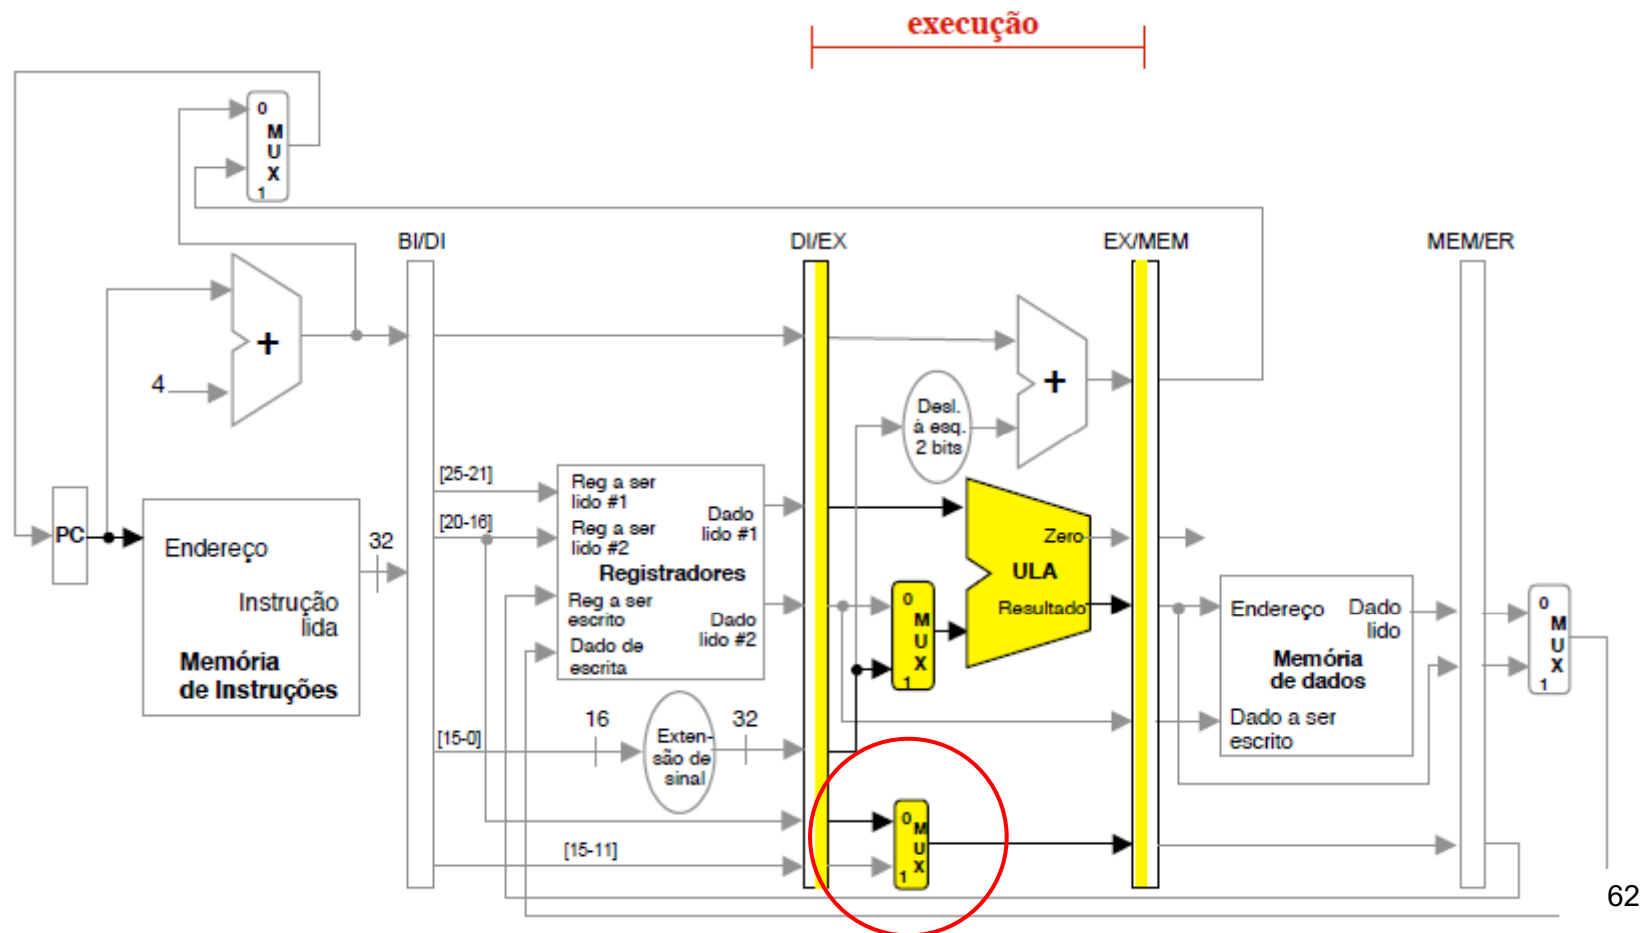 execução
0
M
U
X
1
BI/DI
DI/EX
EX/MEM
MEM/ER
+
4
+
Desl.
à esq.
2 bits
[25-21]
[20-16]
[15-0]
[15-11]
PC
Endereço
32
Instrução
lida
Memória
de Instruções
Reg a ser
lido #1
Reg a ser
lido #2
Dado
lido #1
Registradores
Reg a ser
escrito
Dado
lido #2
Dado de
escrita
16
Exten-
são de
sinal
32
0
M
U
X
1
Zero
ULA
Resultado
0
M
U
X
1
Endereço
Dado
lido
Memória
de dados
Dado a ser
escrito
0
M
U
X
1
62